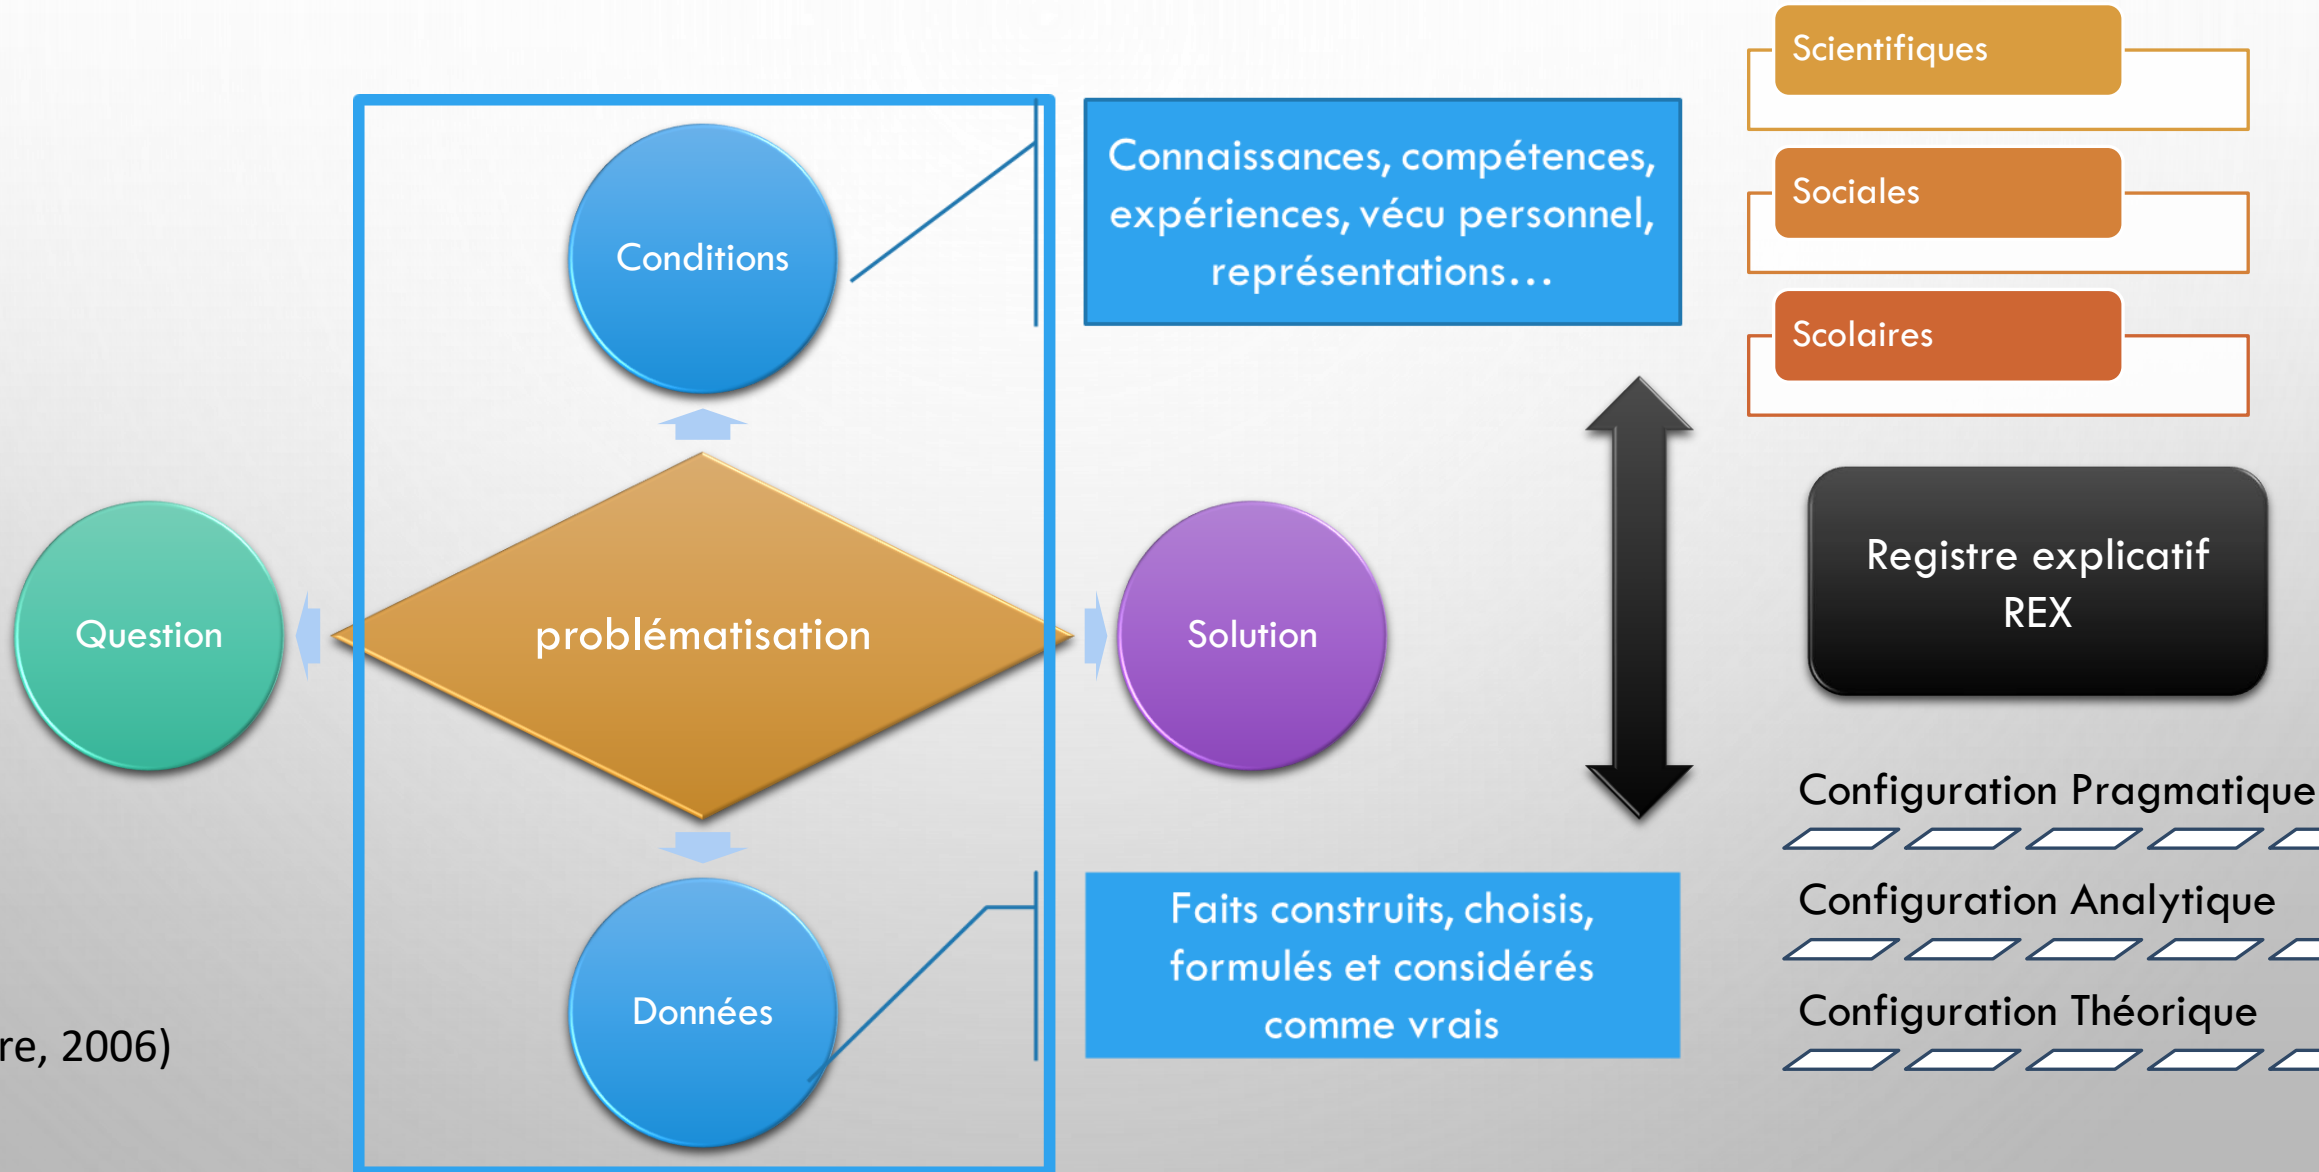 Scientifiques
Sociales
Scolaires
Conditions
Connaissances, compétences,
expériences, vécu personnel,
représentations...
Question
problématisation
Solution
Registre explicatif
REX
Données
Faits construits, choisis,
formulés et considérés
comme vrais
Configuration Pragmatique
Configuration Analytique
Configuration Théorique
re, 2006)